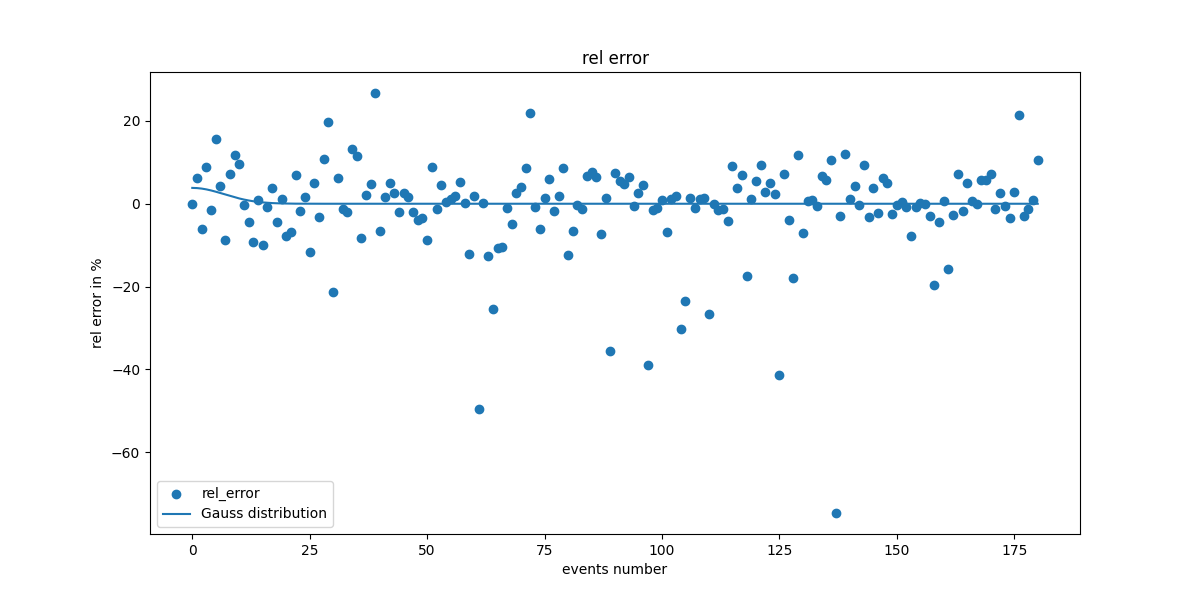 rel error
rel error in %
20
0
−20
−40
−60
rel_error
Gauss distribution
0
25
50
75
100
125
150
175
events number